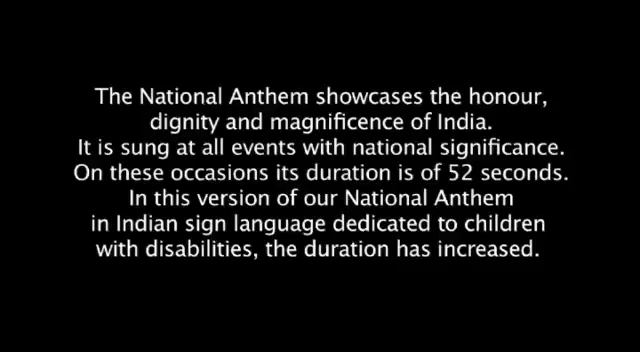 The National Anthem showcases the honour,
dignity and magnificence of India.
It is sung at all events with national significance.
On these occasions its duration is of 52 seconds.
In this version of our National Anthem
in Indian sign language dedicated to children
with disabilities, the duration has increased.